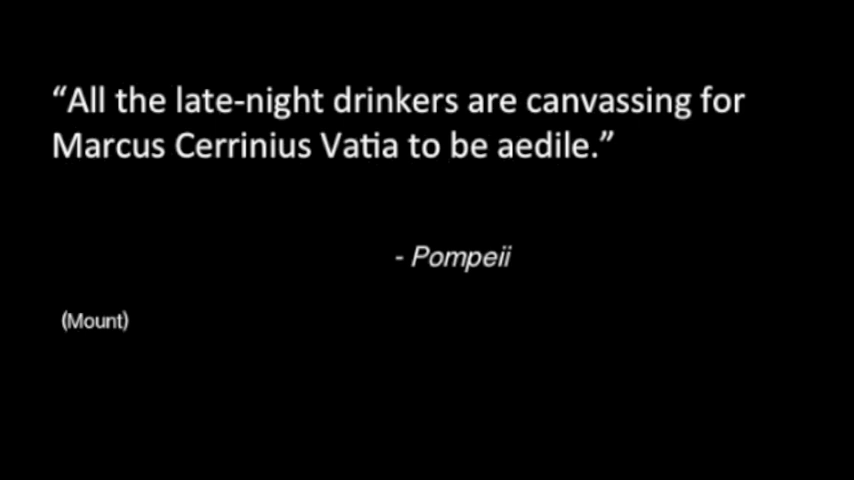 “All the late-night drinkers are canvassing for
Marcus Cerrinius Vatia to be aedile.”
- Pompeii
(Mount)